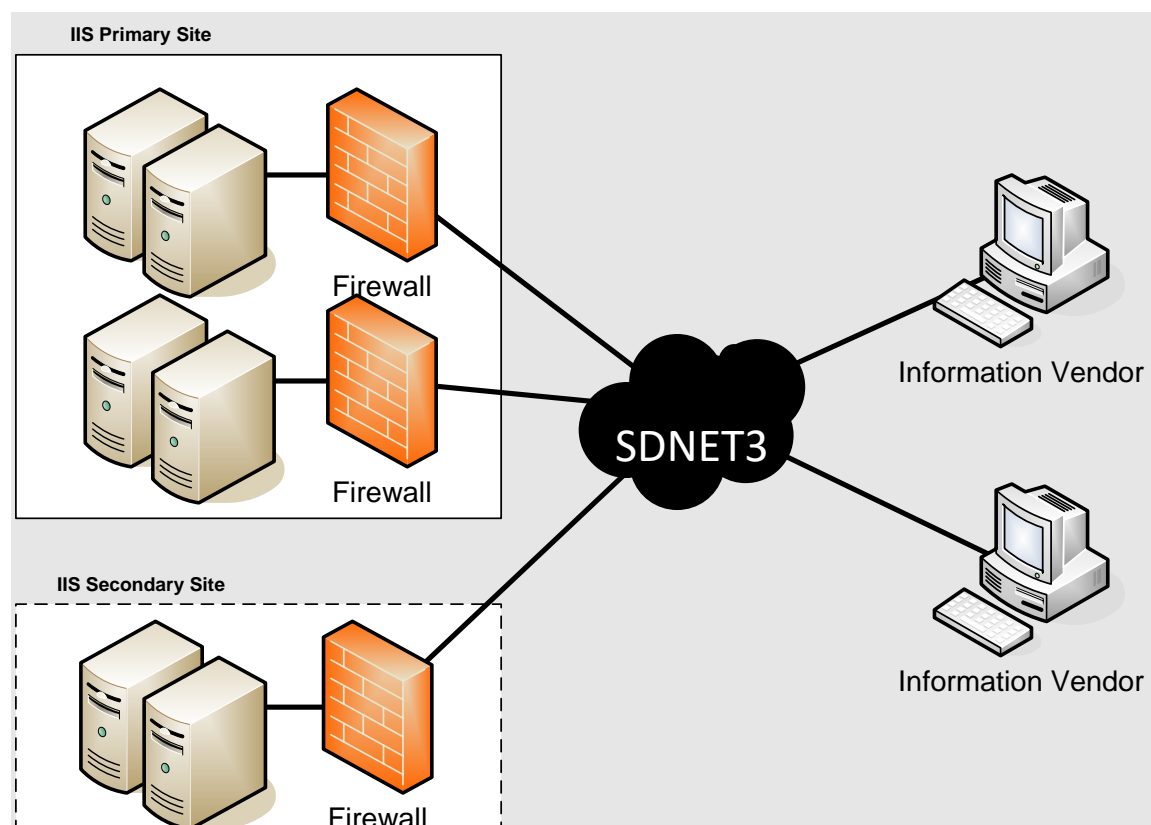 IIS Primary Site
Firewall
Firewall
SDNET3
Information Vendor
Information Vendor
IIS Secondary Site
Firewall